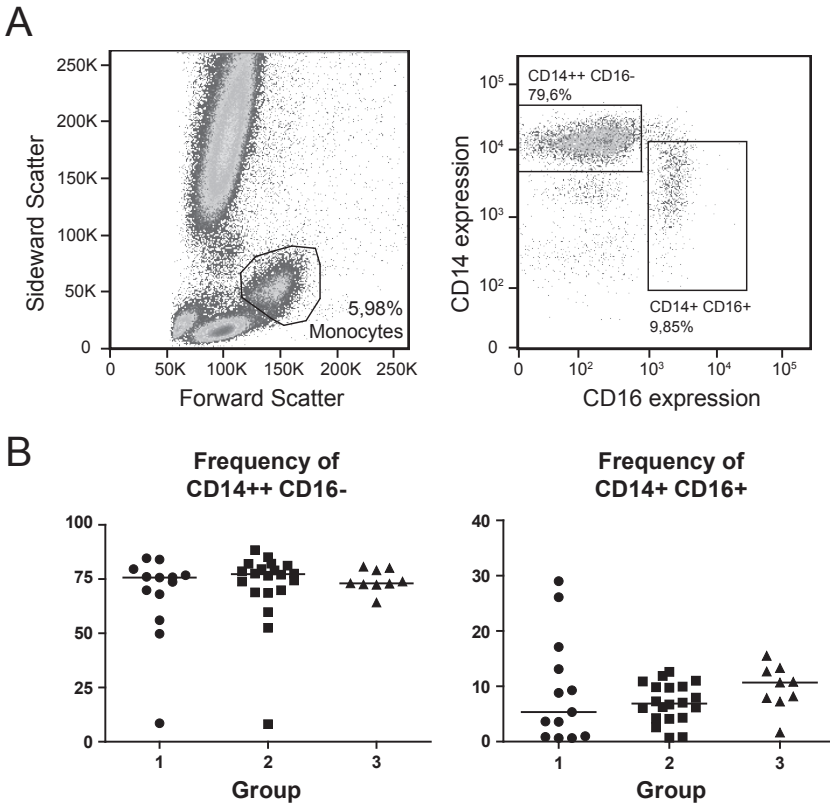 A
Sideward Scatter
250K
200K
150K
100K
50K
0
5,98%
Monocytes
0 50K 100K 150K 200K 250K
Forward Scatter
CD14 expression
10⁵
10⁴
10³
10²
0
CD14++ CD16-
79,6%
CD14+ CD16+
9,85%
0 10² 10³ 10⁴ 10⁵
CD16 expression
B
Frequency of
CD14++ CD16-
100
75
50
25
0
1 2 3
Group
Frequency of
CD14+ CD16+
40
30
20
10
0
1 2 3
Group